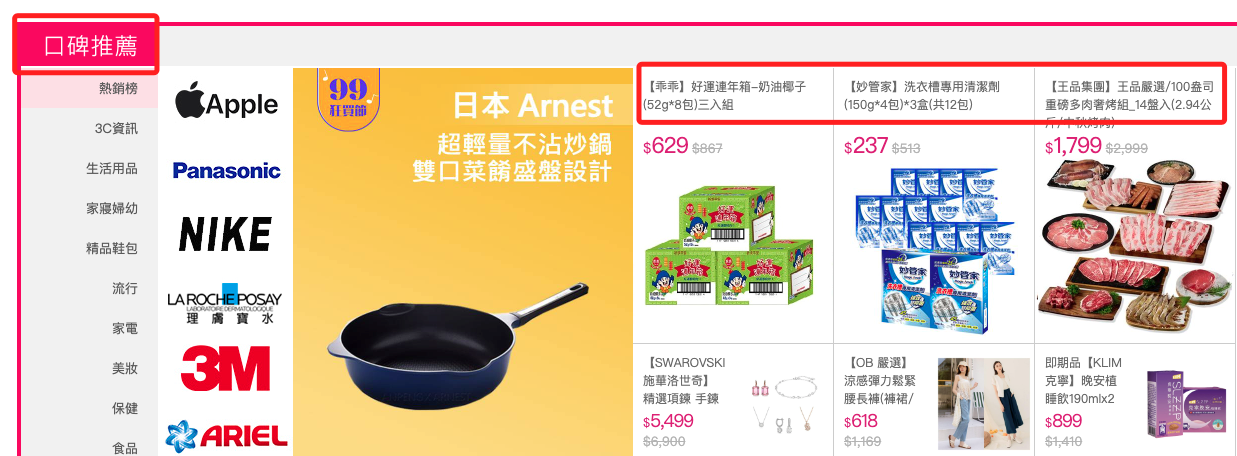 口碑推薦
熱銷榜
3C資訊
生活用品
家寢婦幼
精品鞋包
流行
家電
美妝
保健
食品
Apple
Panasonic
NIKE
LA ROCHE POSAY
LABORATOIRE DERMATOLOGIQUE
理膚寶水
3M
ARIEL
99
狂買節
日本 Arnest
超輕量不沾炒鍋
雙口菜餚盛盤設計
【乖乖】好運連年箱-奶油椰子
(52g*8包)三入組
$629 $867
【妙管家】洗衣槽專用清潔劑
(150g*4包)*3盒(共12包)
$237 $513
妙管家
【王品集團】王品嚴選/100盎司
重磅多肉奢烤組_14盤入(2.94公
斤/中秋烤肉)
$1,799 $2,999
【SWAROVSKI
施華洛世奇】
精選項鍊 手鍊
$5,499
$6,900
【OB 嚴選】
涼感彈力鬆緊
腰長褲(褲裙/
$618
$1,169
即期品【KLIM
克寧】晚安植
睡飲190mlx2
$899
$1,410